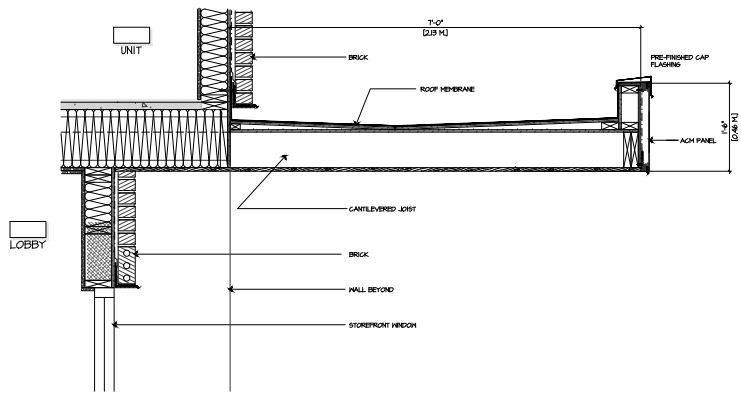 7'-0"
[2.13 M.]
UNIT
BRICK
PRE-FINISHED CAP
FLASHING
ROOF MEMBRANE
1'-6"
[0.46 M.]
ACM PANEL
CANTILEVERED JOIST
LOBBY
BRICK
WALL BEYOND
STOREFRONT WINDOW